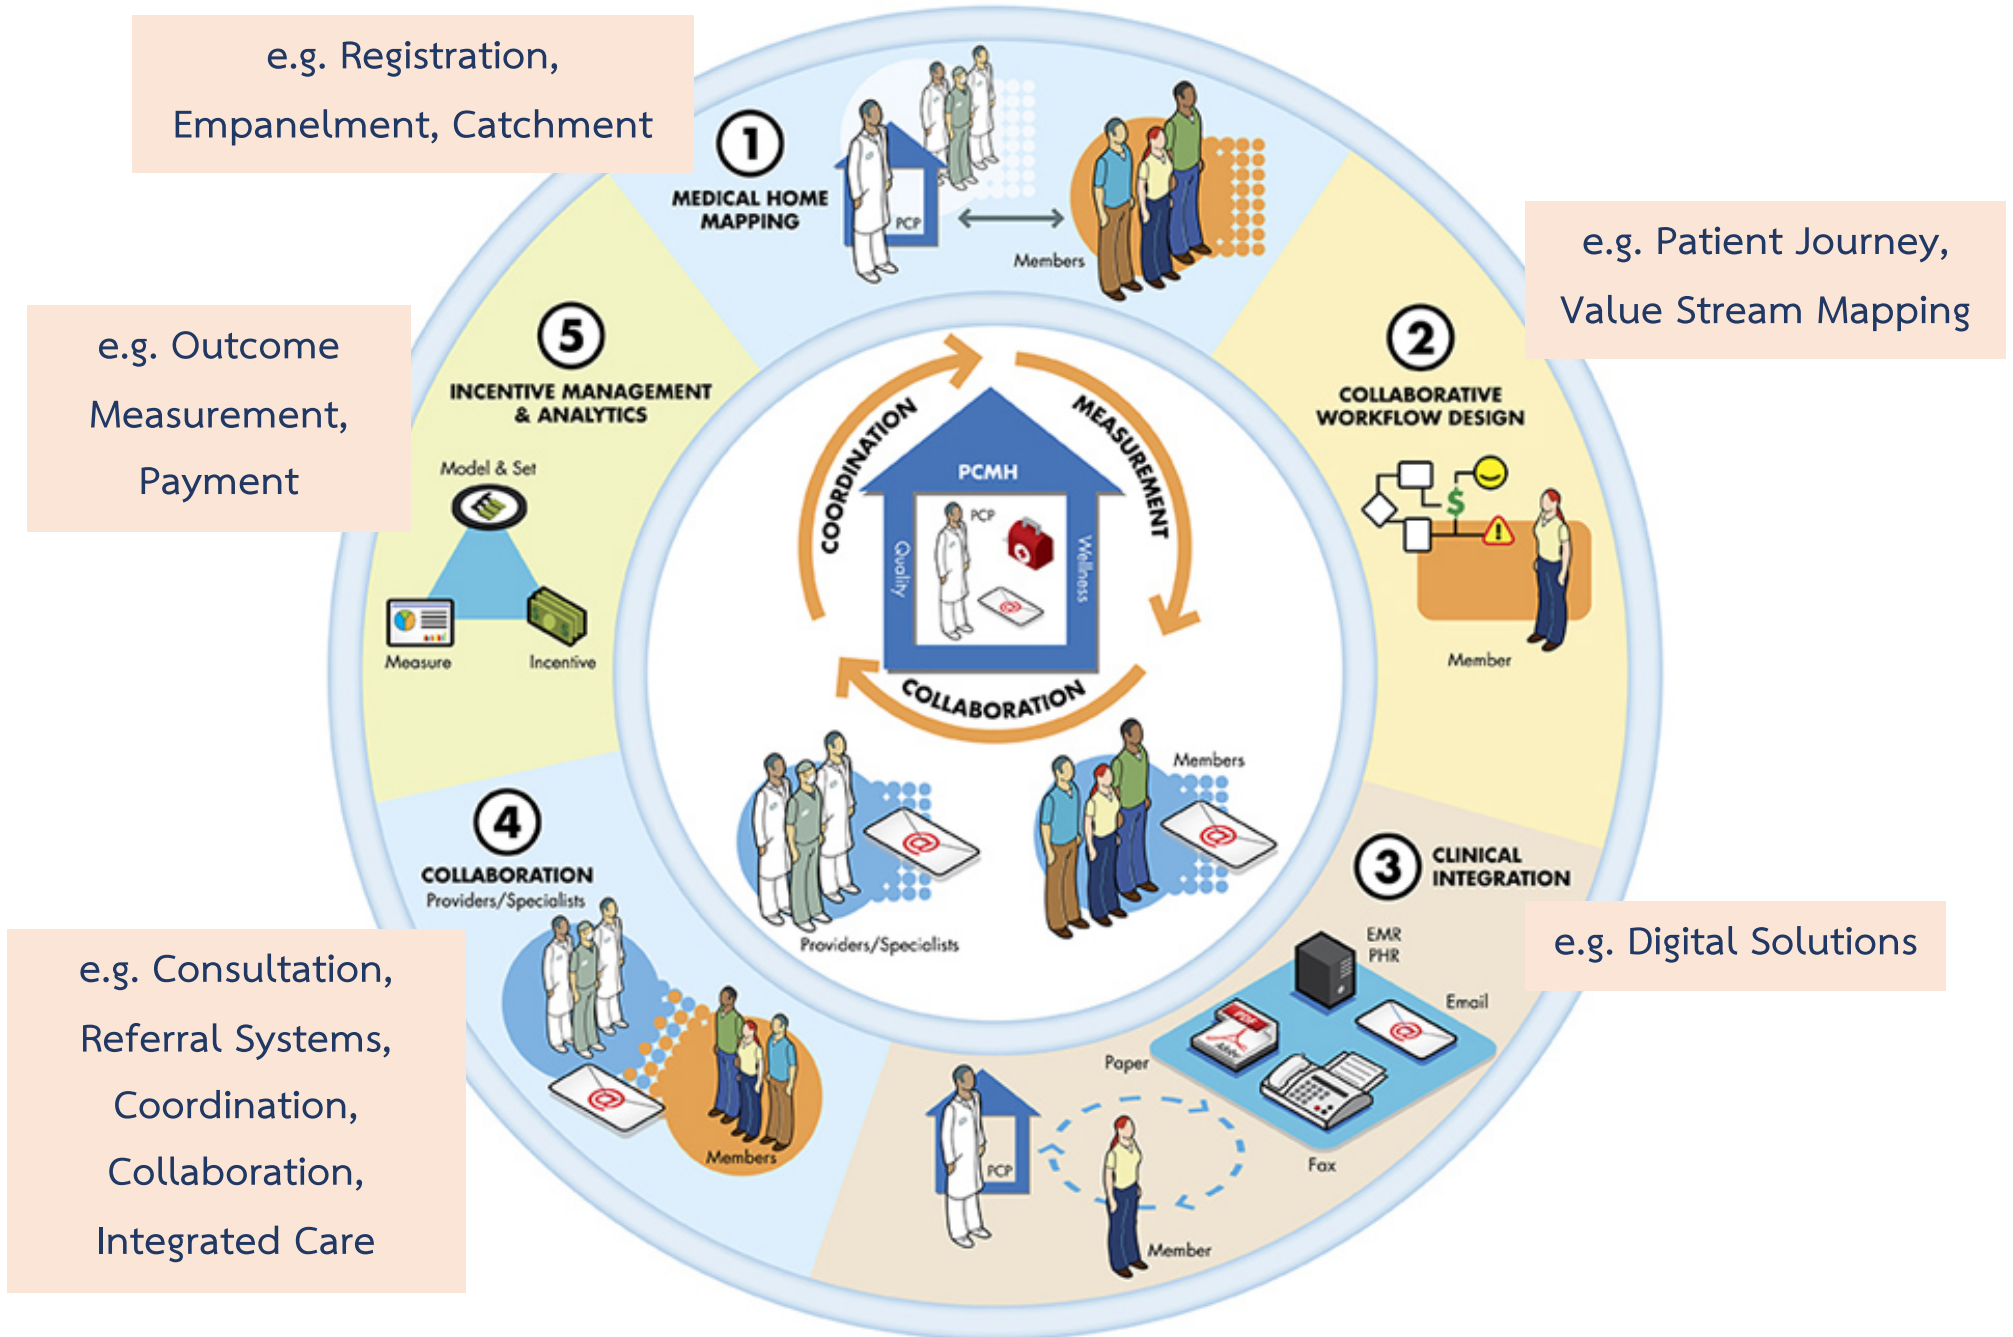 e.g. Registration,
Empanelment, Catchment
1
MEDICAL HOME
MAPPING
PCP
Members
e.g. Patient Journey,
Value Stream Mapping
2
COLLABORATIVE
WORKFLOW DESIGN
$
Member
3
CLINICAL
INTEGRATION
e.g. Digital Solutions
EMR
PHR
Email
PDF
Adobe
Paper
Fax
PCP
Member
4
COLLABORATION
Providers/Specialists
Members
e.g. Consultation,
Referral Systems,
Coordination,
Collaboration,
Integrated Care
5
INCENTIVE MANAGEMENT
& ANALYTICS
Model & Set
Measure
Incentive
e.g. Outcome
Measurement,
Payment
COORDINATION
MEASUREMENT
COLLABORATION
PCMH
PCP
Quality
Wellness
@
Providers/Specialists
@
Members
@